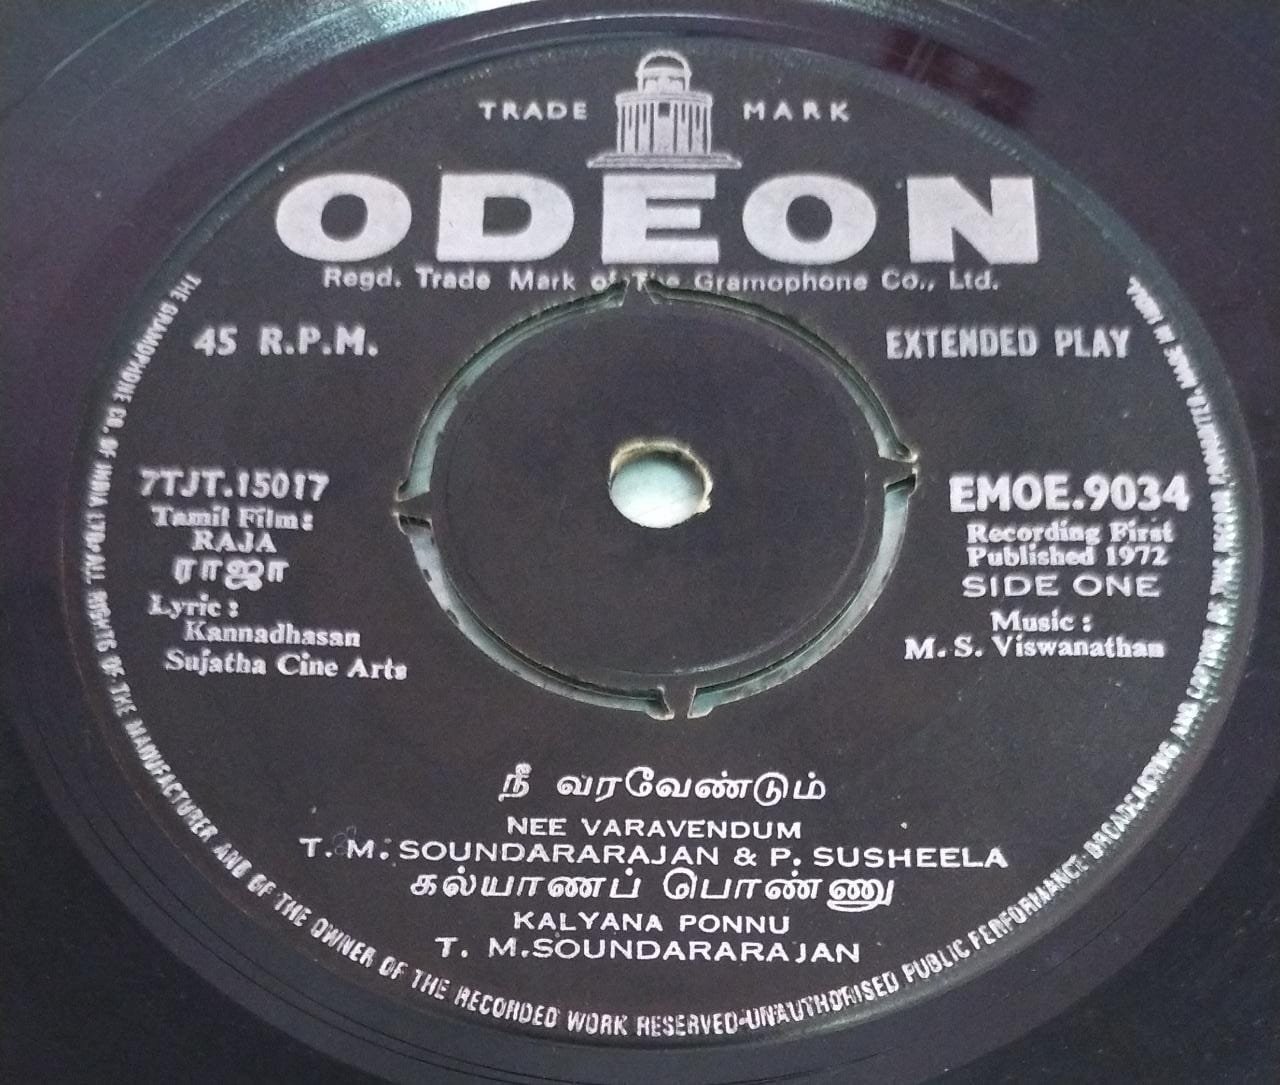 TRADE MARK
ODEON
Regd. Trade Mark of The Gramophone Co., Ltd.
45 R.P.M.
EXTENDED PLAY
7TJT.15017
Tamil Film:
RAJA
ராஜா
Lyric :
Kannadhasan
Sujatha Cine Arts
EMOE.9034
Recording First
Published 1972
SIDE ONE
Music :
M. S. Viswanathan
நீ வரவேண்டும்
NEE VARAVENDUM
T. M. SOUNDARARAJAN & P. SUSHEELA
கல்யாணப் பொண்ணு
KALYANA PONNU
T. M. SOUNDARARAJAN
THE GRAMOPHONE CO. OF INDIA LTD. ALL RIGHTS OF THE MANUFACTURER AND OF THE OWNER OF THE RECORDED WORK RESERVED-UNAUTHORISED PUBLIC PERFORMANCE BROADCASTING AND COPYING OF THIS RECORD PROHIBITED. MADE IN INDIA.